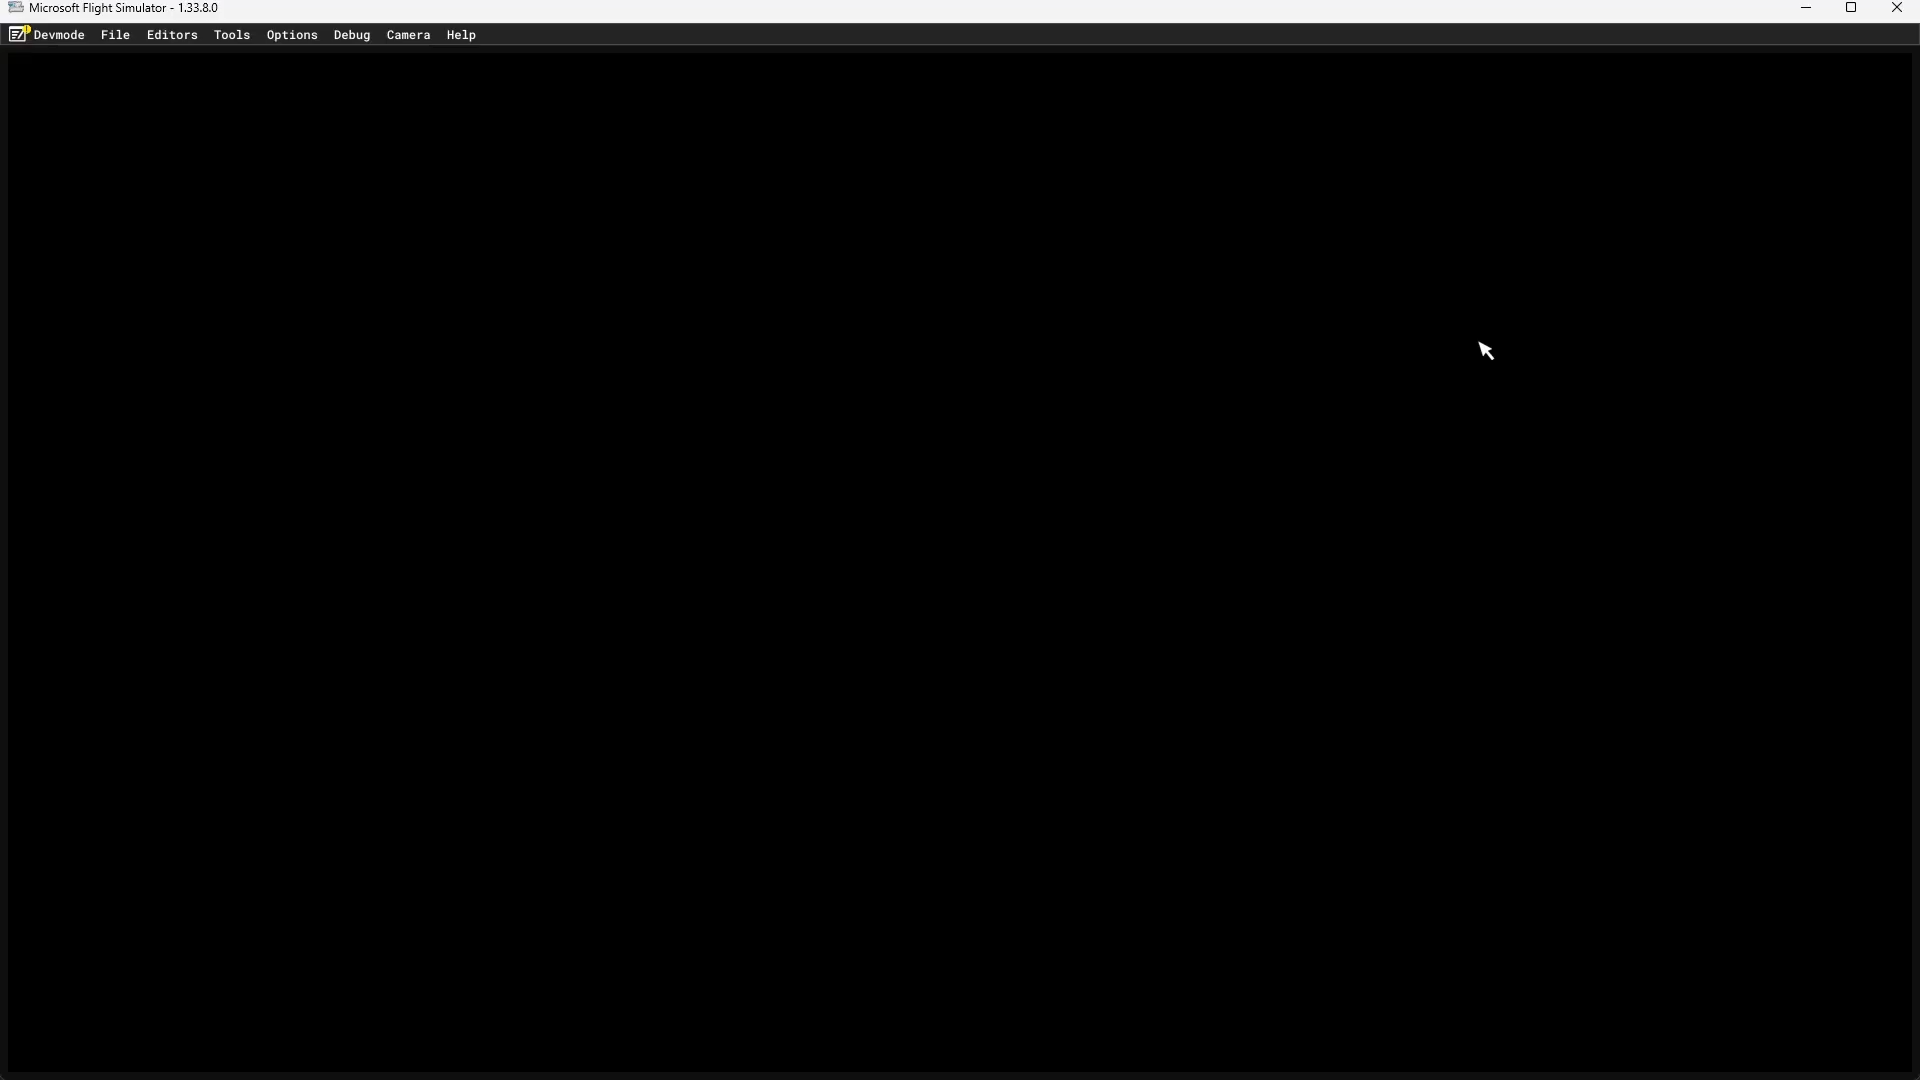 Microsoft Flight Simulator - 1.33.8.0
Devmode File Editors Tools Options Debug Camera Help